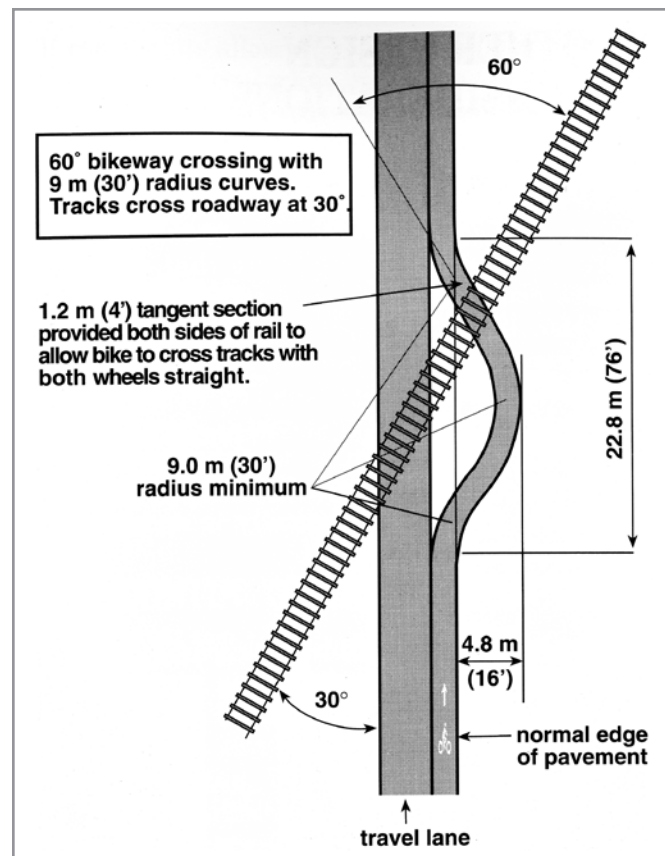 60°
60° bikeway crossing with
9 m (30') radius curves.
Tracks cross roadway at 30°.
1.2 m (4') tangent section
provided both sides of rail to
allow bike to cross tracks with
both wheels straight.
22.8 m (76')
9.0 m (30')
radius minimum
4.8 m
(16')
30°
normal edge
of pavement
travel lane